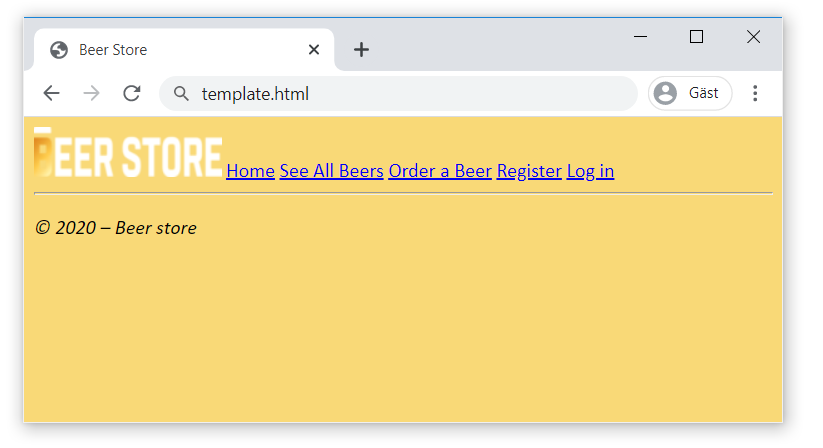 Beer Store
template.html
Gäst
BEER STORE Home See All Beers Order a Beer Register Log in
© 2020 – Beer store